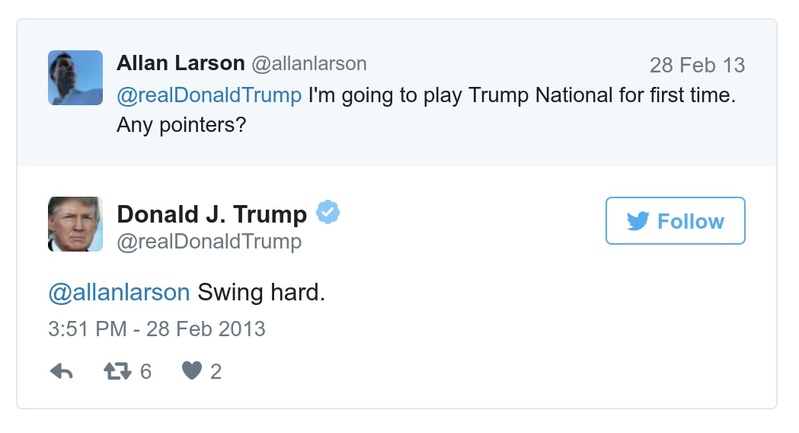 Allan Larson @allanlarson 28 Feb 13
@realDonaldTrump I'm going to play Trump National for first time.
Any pointers?
Donald J. Trump
@realDonaldTrump
Follow
@allanlarson Swing hard.
3:51 PM - 28 Feb 2013
6 2